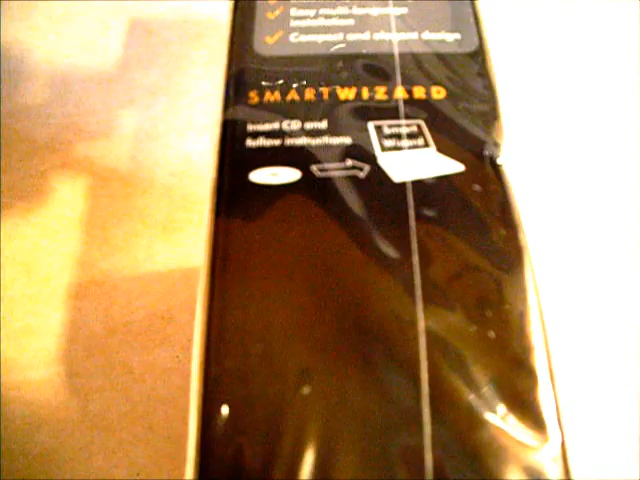 Easy multi-language
installation
Compact and elegant design
SMARTWIZARD
Insert CD and
follow instructions
Smart
Wizard